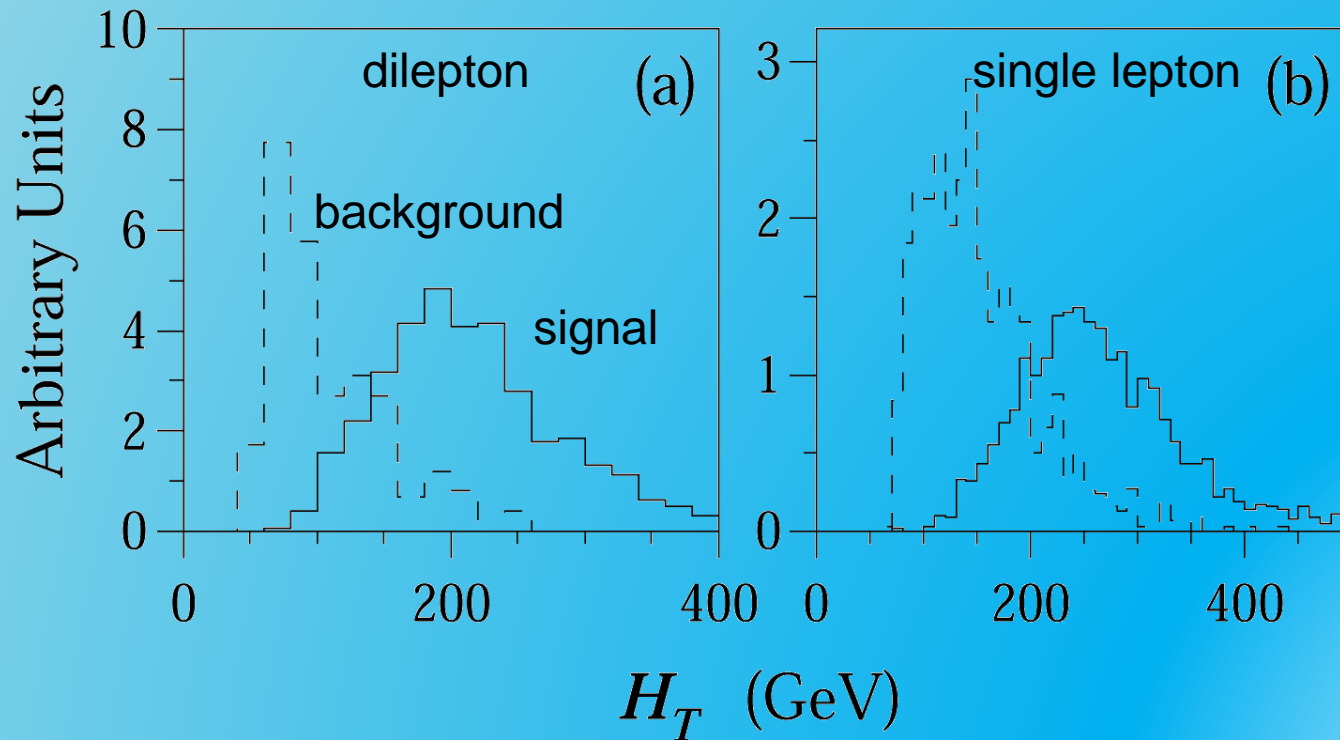 Arbitrary Units
10
8
6
4
2
0
dilepton
(a)
background
signal
0
200
400
3
2
1
0
single lepton
(b)
0
200
400
H_T (GeV)